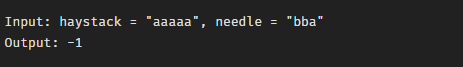 Input: haystack = "aaaaa", needle = "bba"
Output: -1